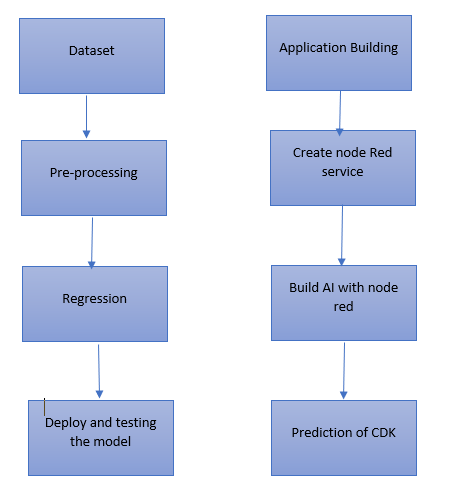 Dataset
Pre-processing
Regression
Deploy and testing
the model
Application Building
Create node Red
service
Build AI with node
red
Prediction of CDK